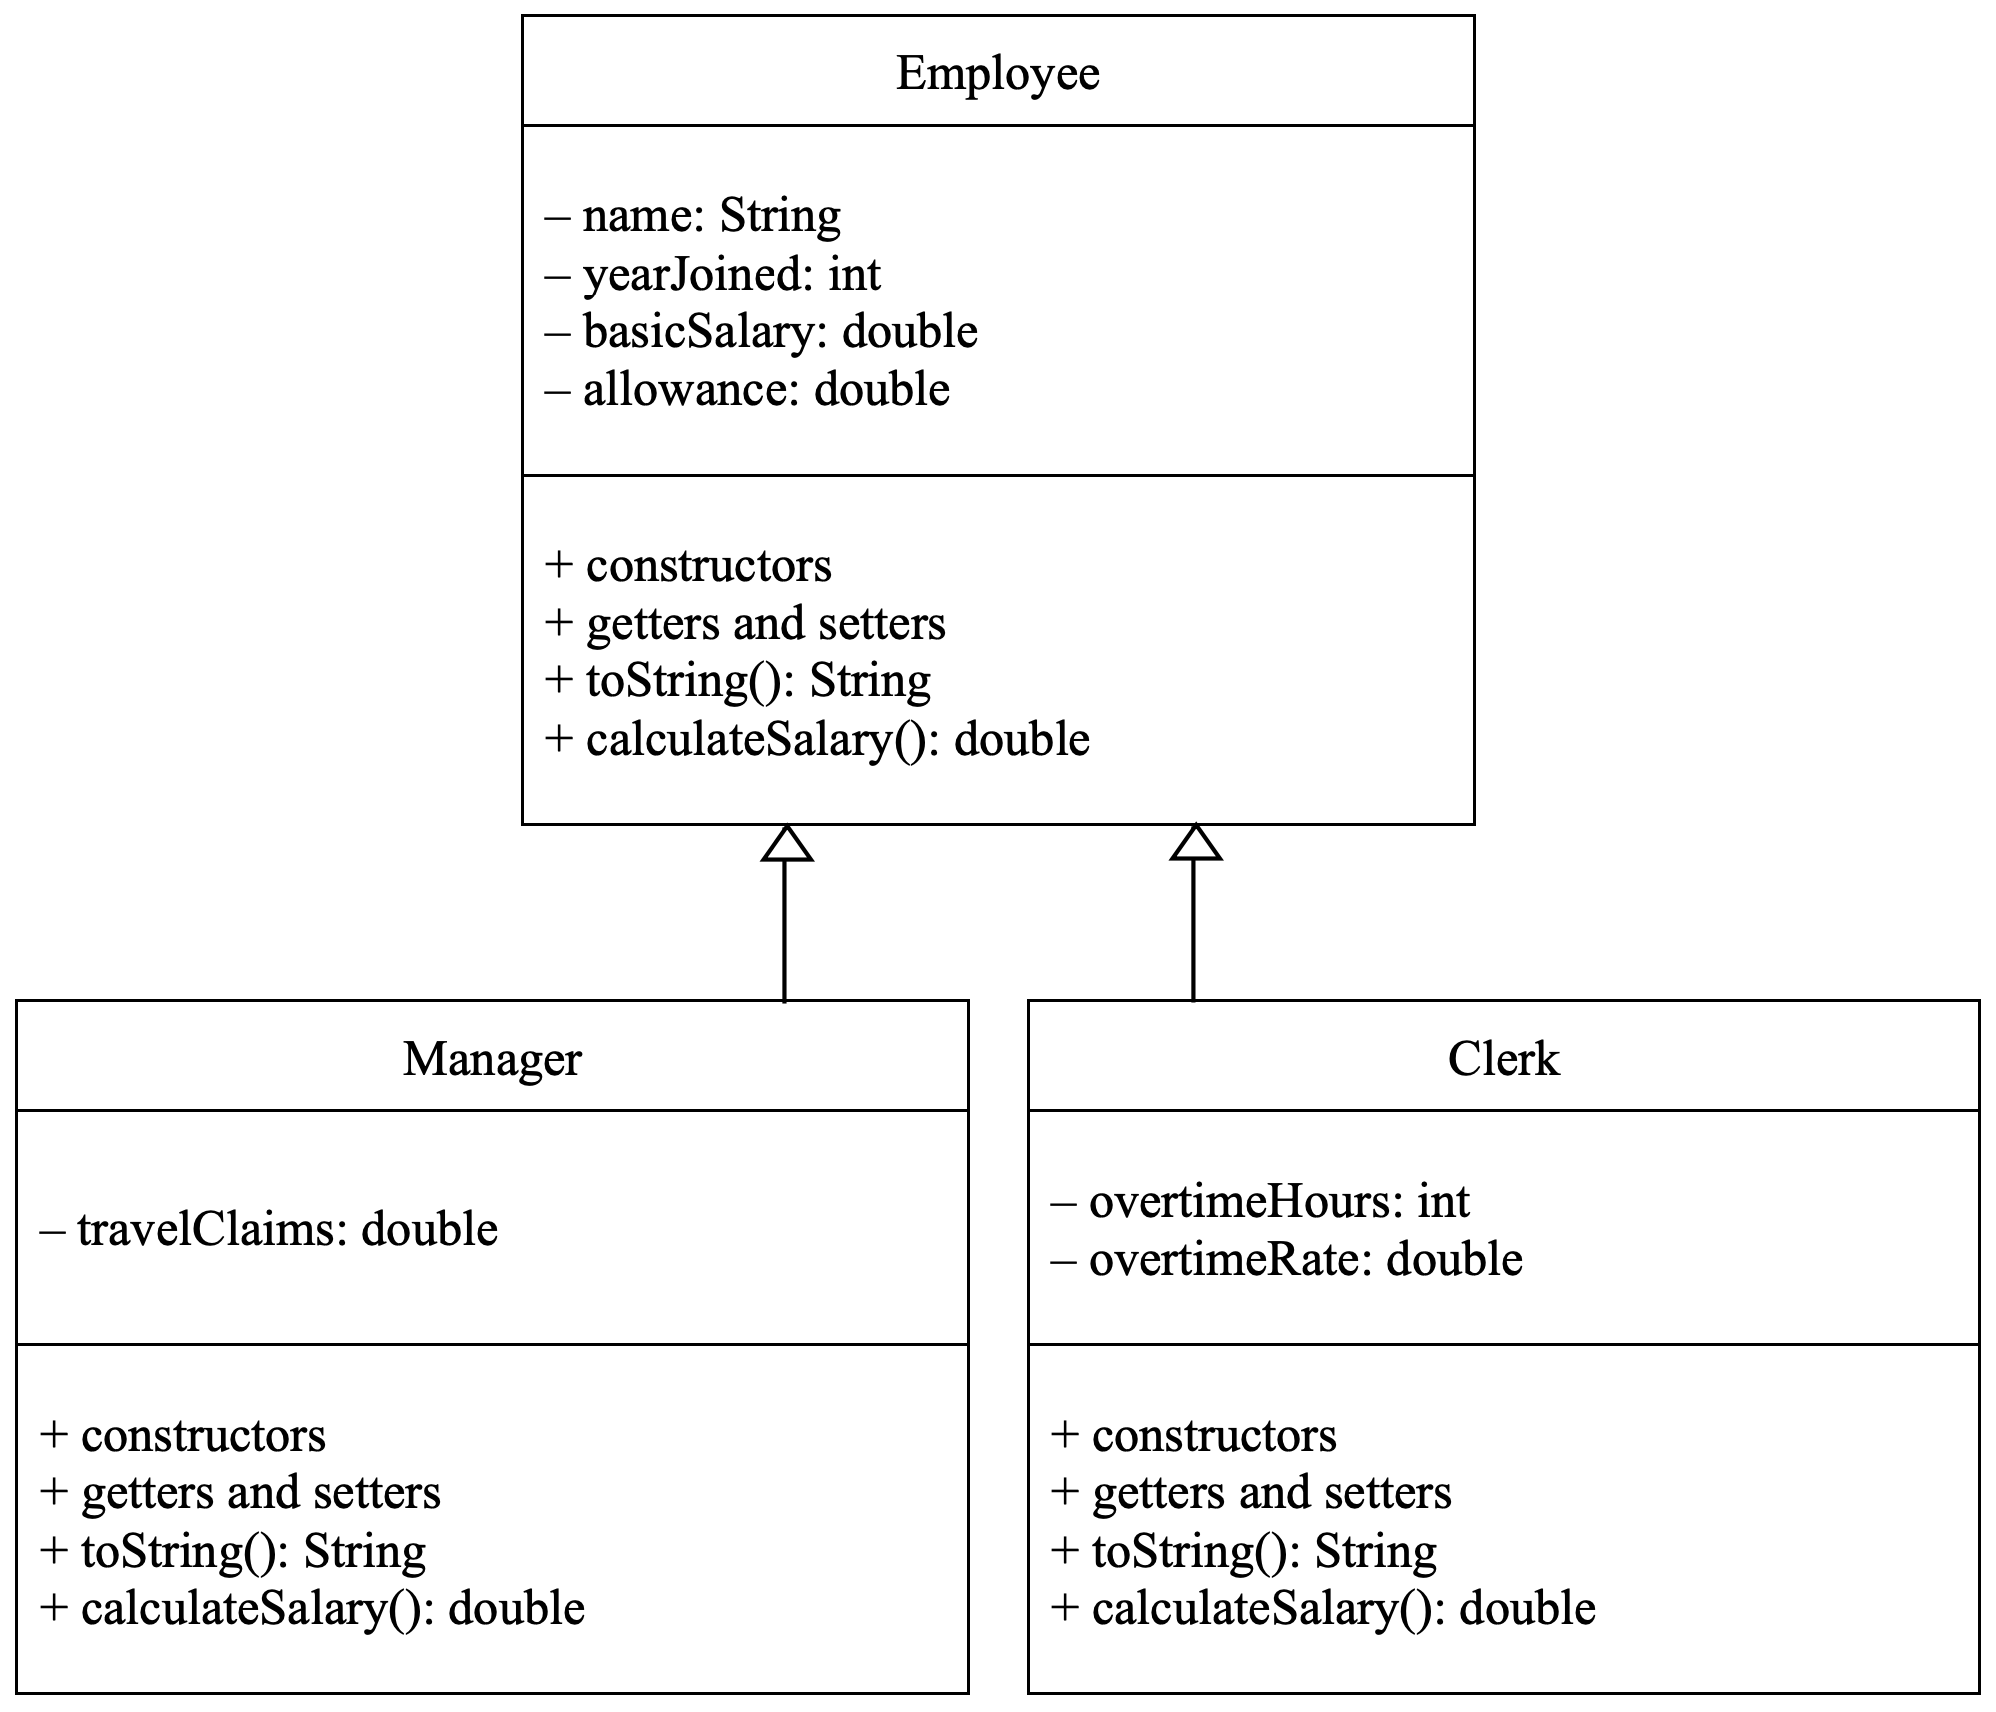 Employee
– name: String
– yearJoined: int
– basicSalary: double
– allowance: double
+ constructors
+ getters and setters
+ toString(): String
+ calculateSalary(): double
Manager
– travelClaims: double
+ constructors
+ getters and setters
+ toString(): String
+ calculateSalary(): double
Clerk
– overtimeHours: int
– overtimeRate: double
+ constructors
+ getters and setters
+ toString(): String
+ calculateSalary(): double